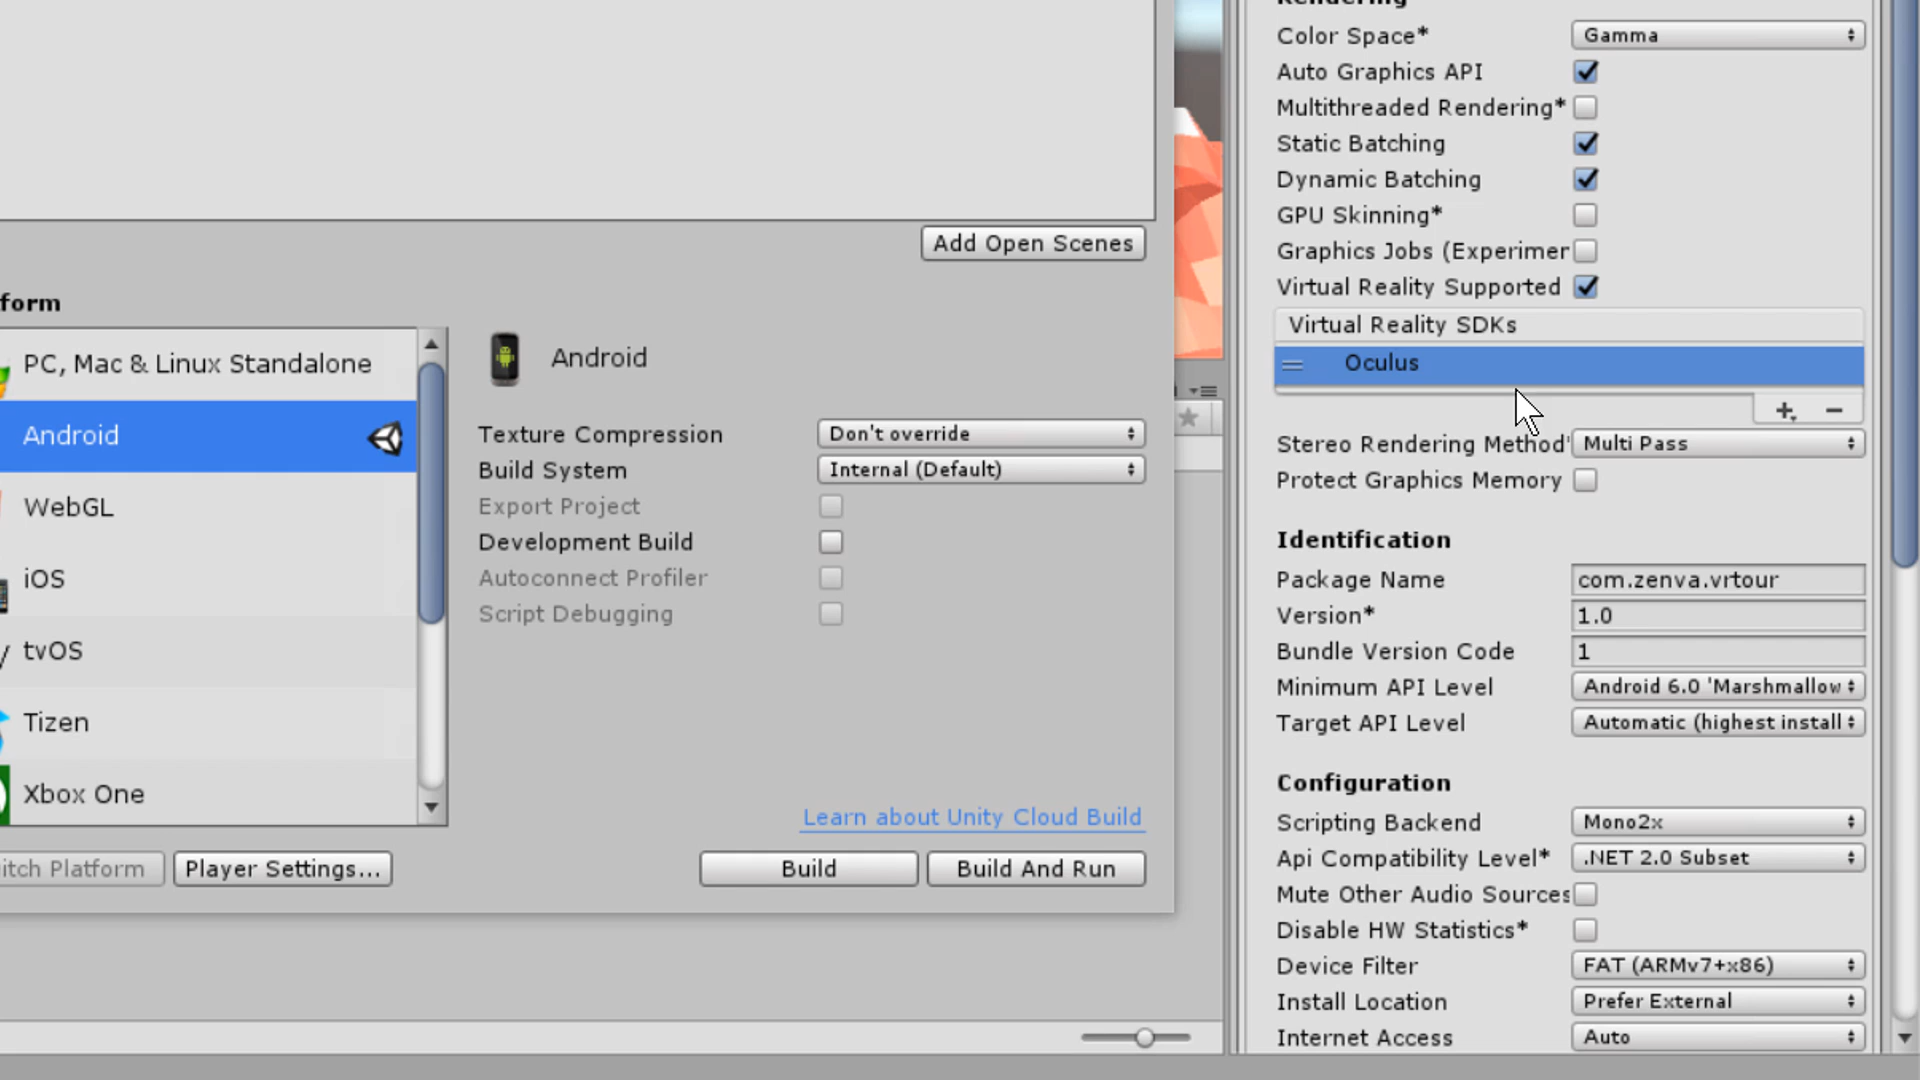 Rendering
Color Space*
Gamma
Auto Graphics API
Multithreaded Rendering*
Static Batching
Dynamic Batching
GPU Skinning*
Graphics Jobs (Experimer
Virtual Reality Supported
Virtual Reality SDKs
Oculus
+ −
Stereo Rendering Method'
Multi Pass
Protect Graphics Memory
Identification
Package Name
com.zenva.vrtour
Version*
1.0
Bundle Version Code
1
Minimum API Level
Android 6.0 'Marshmallow
Target API Level
Automatic (highest install
Configuration
Scripting Backend
Mono2x
Api Compatibility Level*
.NET 2.0 Subset
Mute Other Audio Sources
Disable HW Statistics*
Device Filter
FAT (ARMv7+x86)
Install Location
Prefer External
Internet Access
Auto
Add Open Scenes
form
PC, Mac & Linux Standalone
Android
WebGL
iOS
tvOS
Tizen
Xbox One
Android
Texture Compression
Don't override
Build System
Internal (Default)
Export Project
Development Build
Autoconnect Profiler
Script Debugging
Learn about Unity Cloud Build
itch Platform
Player Settings...
Build
Build And Run